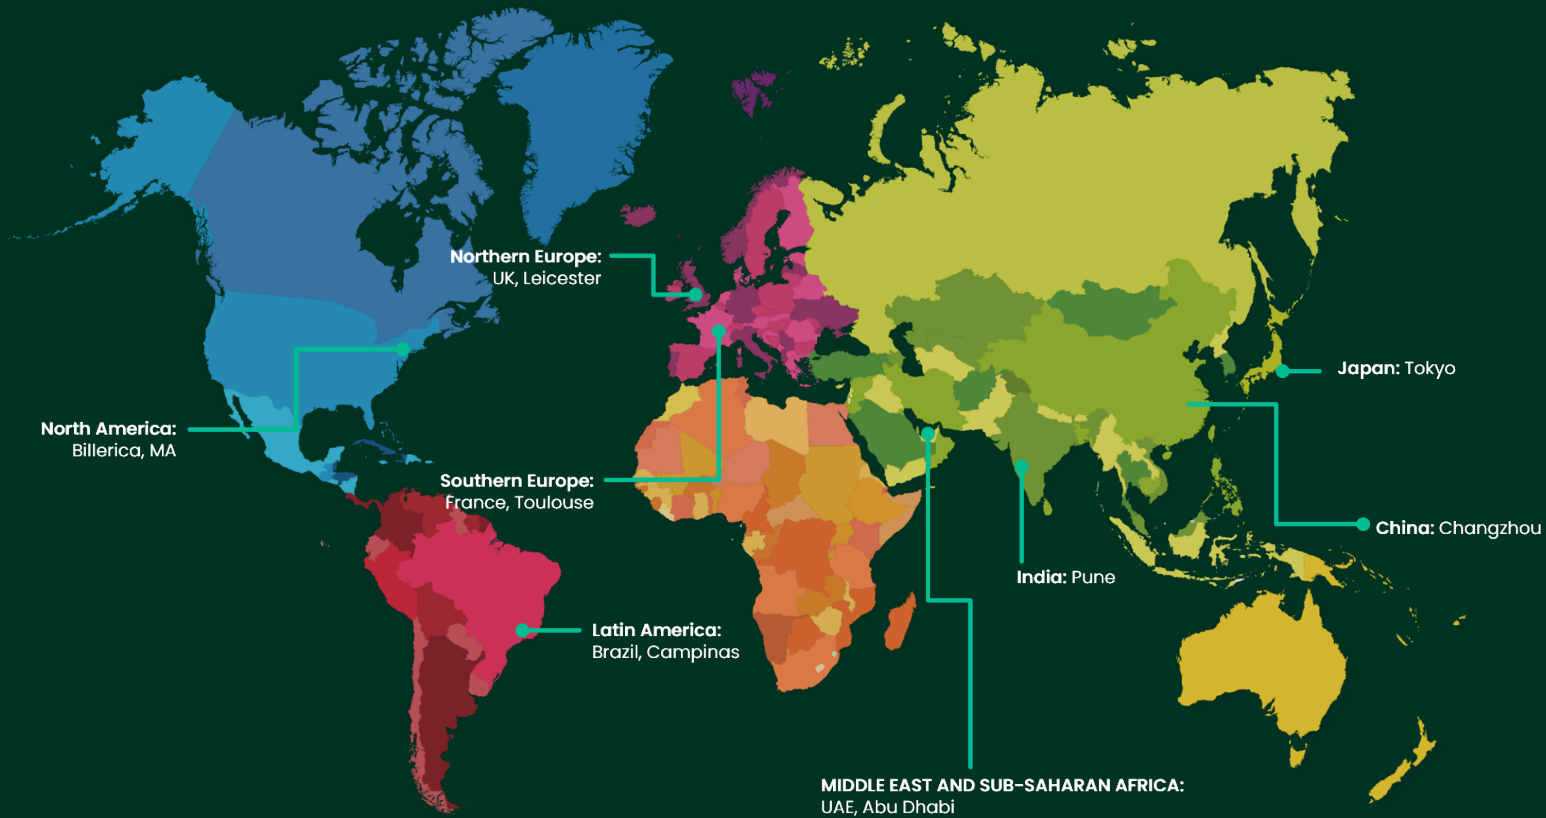 Northern Europe:
UK, Leicester
Japan: Tokyo
North America:
Billerica, MA
Southern Europe:
France, Toulouse
China: Changzhou
India: Pune
Latin America:
Brazil, Campinas
MIDDLE EAST AND SUB-SAHARAN AFRICA:
UAE, Abu Dhabi